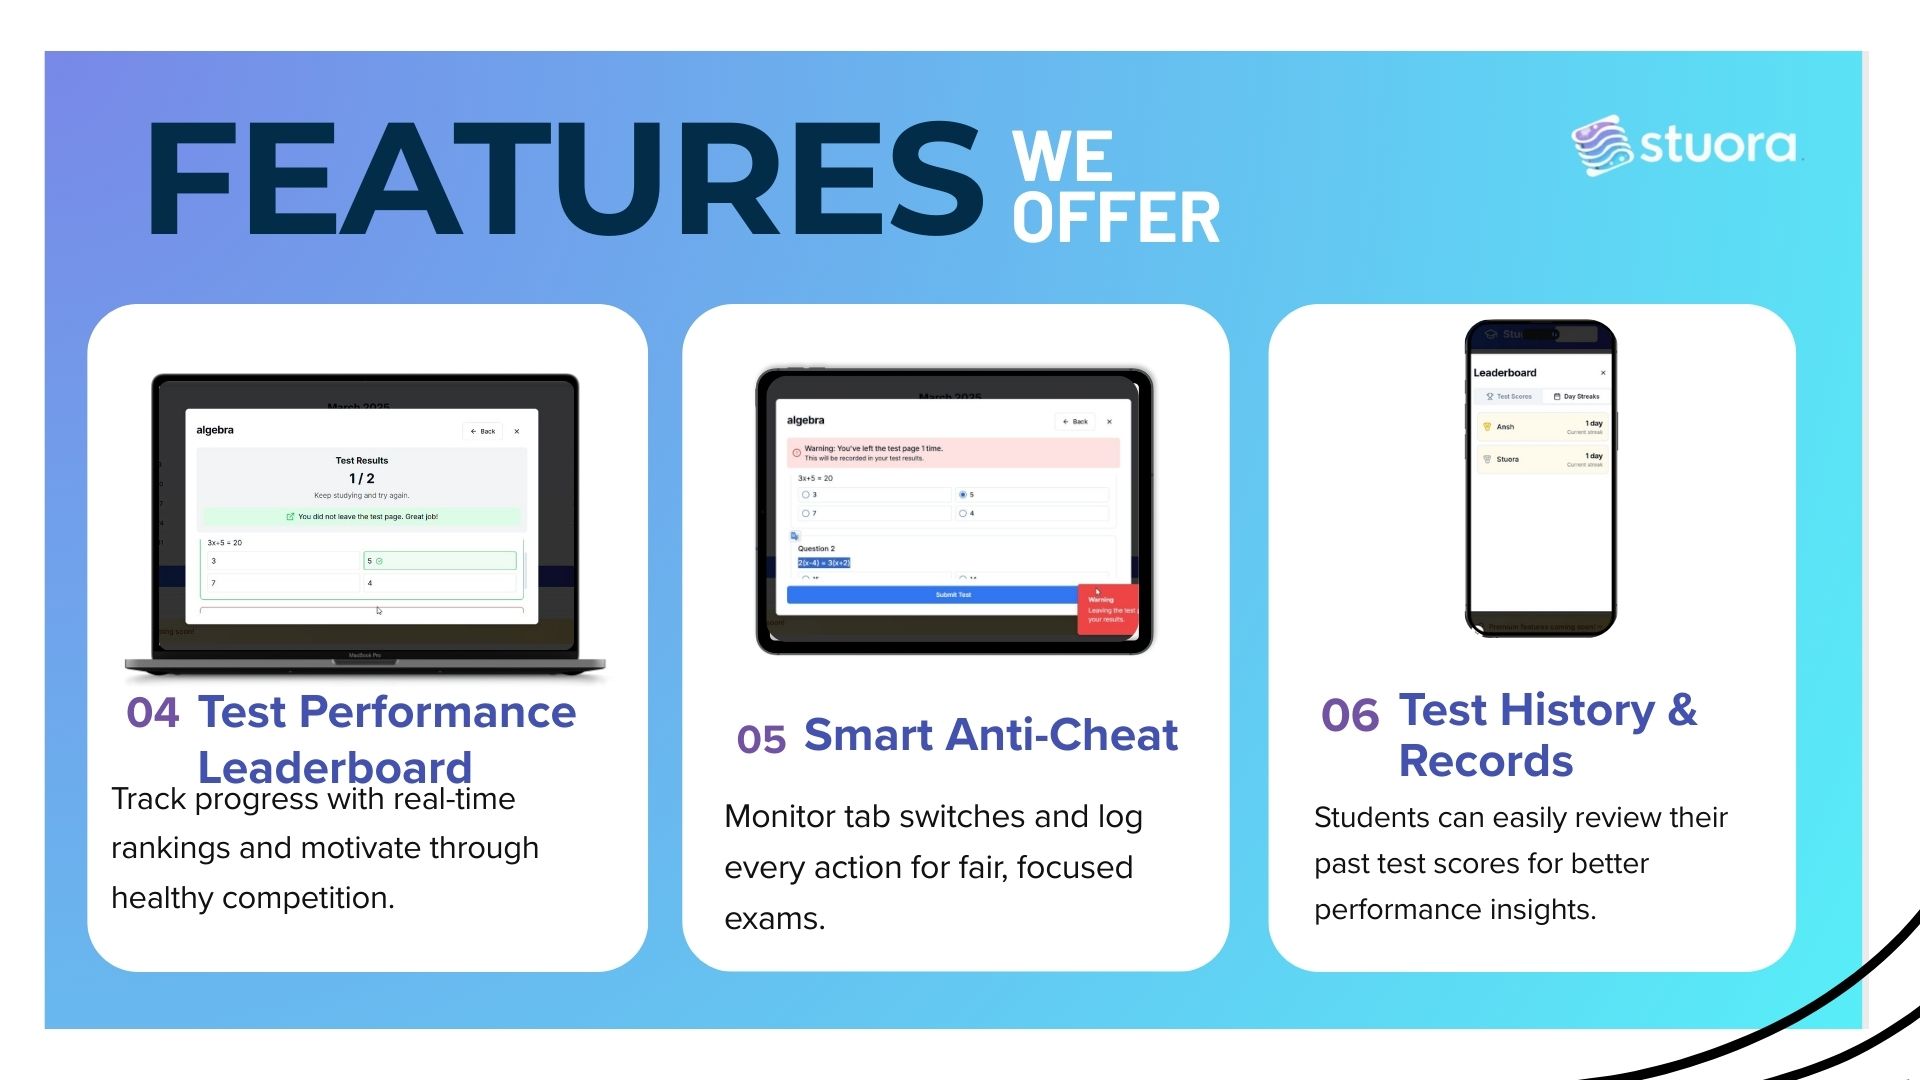 FEATURES
WE
OFFER
stuora
March 2025
algebra
← Back ×
Test Results
1 / 2
Keep studying and try again.
You did not leave the test page. Great job!
3x+5 = 20
3
5
7
4
MacBook Pro
04 Test Performance
Leaderboard
Track progress with real-time
rankings and motivate through
healthy competition.
March 2025
algebra
← Back ×
Warning: You've left the test page 1 time.
This will be recorded in your test results.
3x+5 = 20
3
5
7
4
Question 2
2(x-4) = 3(x+2)
Submit Test
Warning
Leaving the test
your results.
05 Smart Anti-Cheat
Monitor tab switches and log
every action for fair, focused
exams.
Stu
Leaderboard ×
Test Scores Day Streaks
Ansh 1 day
Current streak
Stuora 1 day
Current streak
Premium features coming soon!
06 Test History &
Records
Students can easily review their
past test scores for better
performance insights.